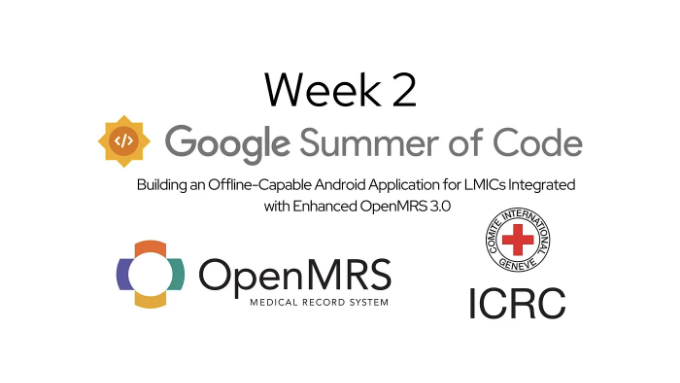 Week 2
</>
Google Summer of Code
Building an Offline-Capable Android Application for LMICs Integrated
with Enhanced OpenMRS 3.0
COMITE INTERNATIONAL
GENEVE
OpenMRS
MEDICAL RECORD SYSTEM
ICRC